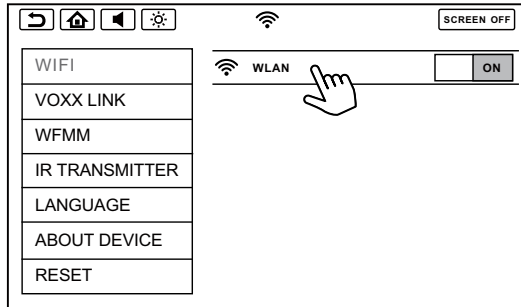 SCREEN OFF
WIFI
WLAN
ON
VOXX LINK
WFMM
IR TRANSMITTER
LANGUAGE
ABOUT DEVICE
RESET